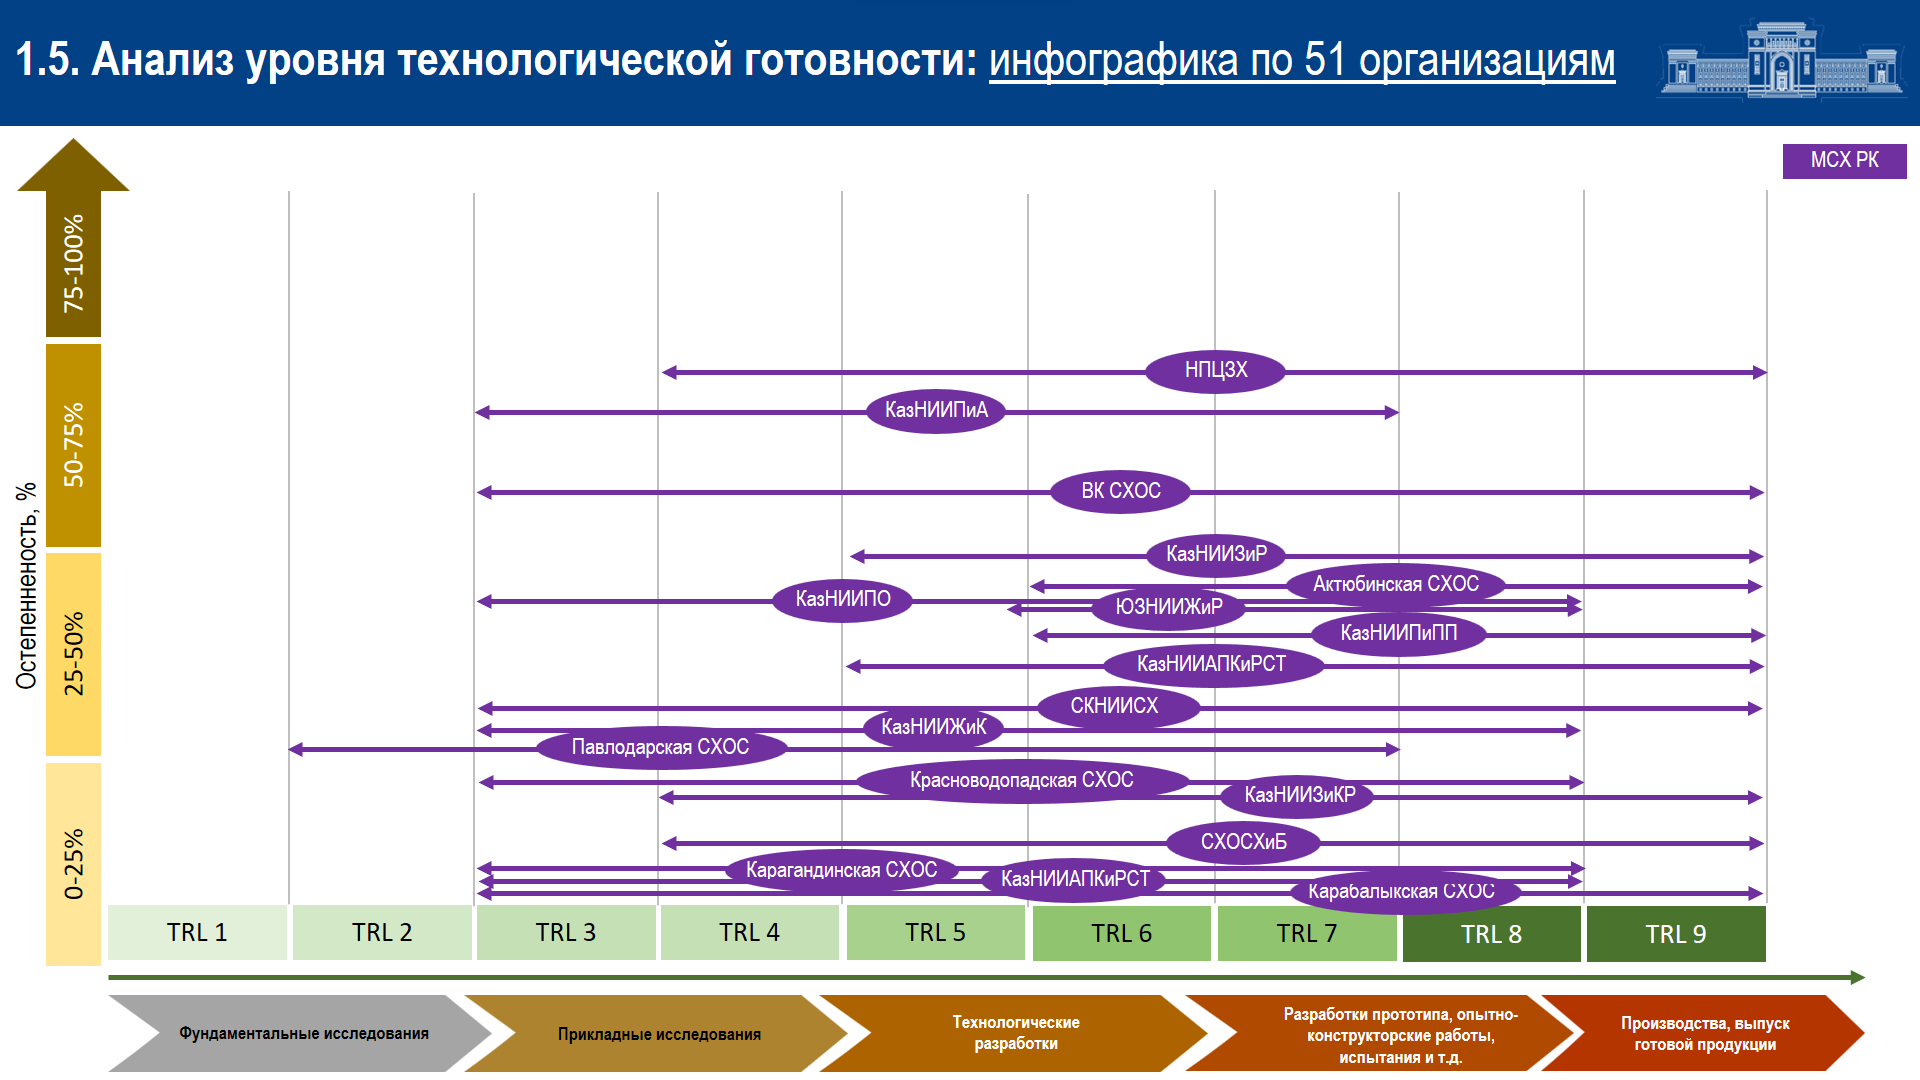 1.5. Анализ уровня технологической готовности: инфографика по 51 организациям
МСХ РК
75-100%
50-75%
25-50%
0-25%
Остепененность, %
НПЦЗХ
КазНИИПиА
ВК СХОС
КазНИИЗиР
Актюбинская СХОС
КазНИИПО
ЮЗНИИЖиР
КазНИИПиПП
КазНИИАПКиРСТ
СКНИИСХ
КазНИИЖиК
Павлодарская СХОС
Красноводопадская СХОС
КазНИИЗиКР
СХОСХиБ
Карагандинская СХОС
КазНИИАПКиРСТ
Карабалыкская СХОС
TRL 1
TRL 2
TRL 3
TRL 4
TRL 5
TRL 6
TRL 7
TRL 8
TRL 9
Фундаментальные исследования
Прикладные исследования
Технологические
разработки
Разработки прототипа, опытно-
конструкторские работы,
испытания и т.д.
Производства, выпуск
готовой продукции